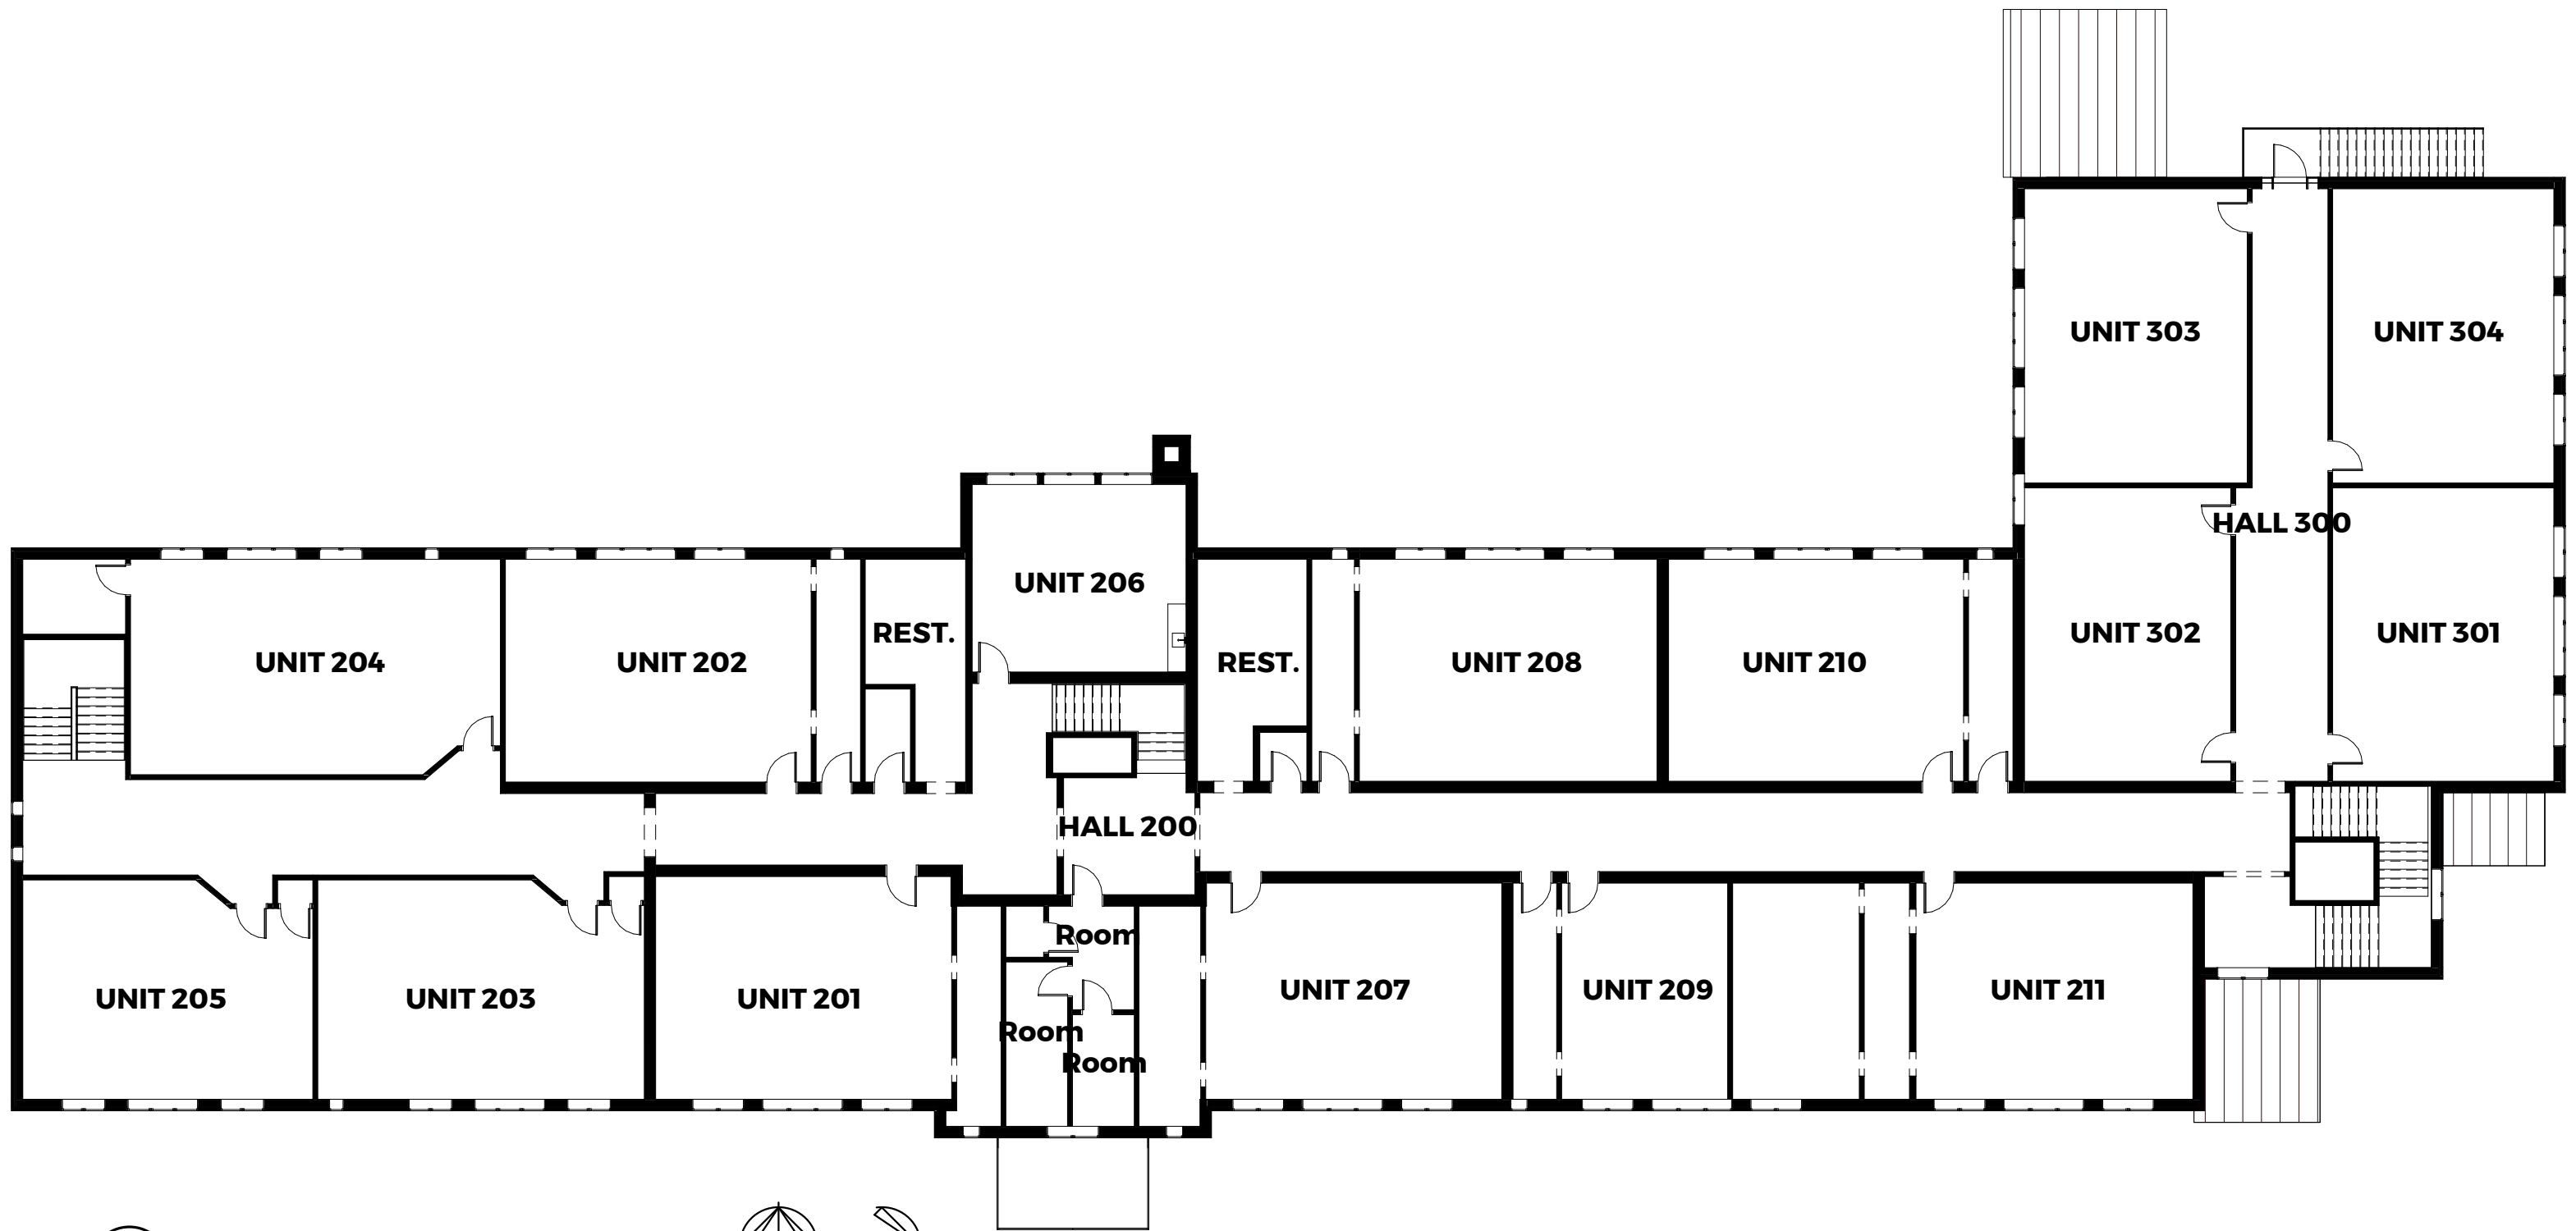 UNIT 303
UNIT 304
HALL 300
UNIT 206
REST.
UNIT 302
UNIT 301
UNIT 204
UNIT 202
REST.
UNIT 208
UNIT 210
HALL 200
Room
UNIT 205
UNIT 203
UNIT 201
UNIT 207
UNIT 209
UNIT 211
Room
Room